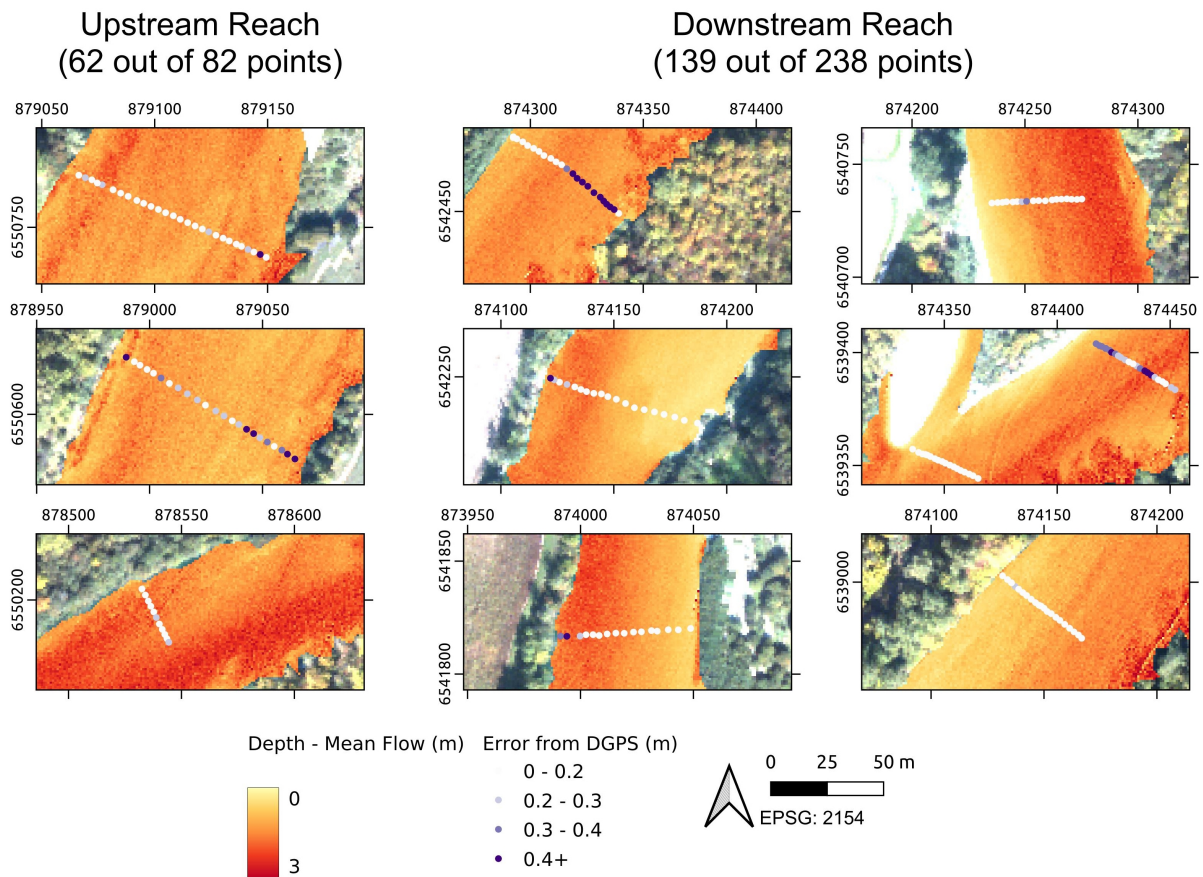 Upstream Reach
(62 out of 82 points)
Downstream Reach
(139 out of 238 points)
879050 879100 879150
6550750
874300 874350 874400
6542450
874200 874250 874300
6540750
6540700
878950 879000 879050
6550600
874100 874150 874200
6542250
874350 874400 874450
6539400
6539350
878500 878550 878600
6550200
873950 874000 874050
6541850
6541800
874100 874150 874200
6539000
Depth - Mean Flow (m)
0
3
Error from DGPS (m)
0 - 0.2
0.2 - 0.3
0.3 - 0.4
0.4+
0 25 50 m
EPSG: 2154